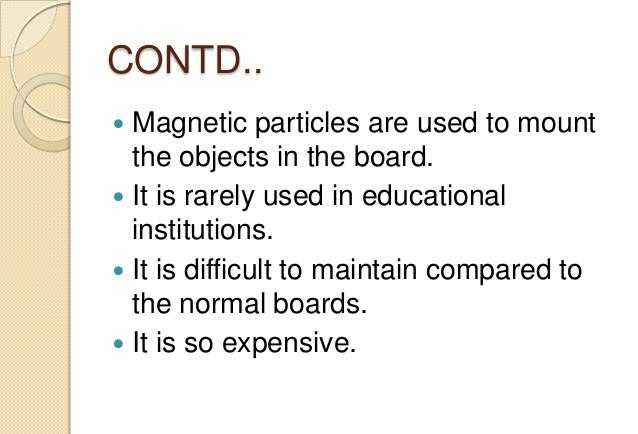 CONTD..
• Magnetic particles are used to mount
the objects in the board.
• It is rarely used in educational
institutions.
• It is difficult to maintain compared to
the normal boards.
• It is so expensive.